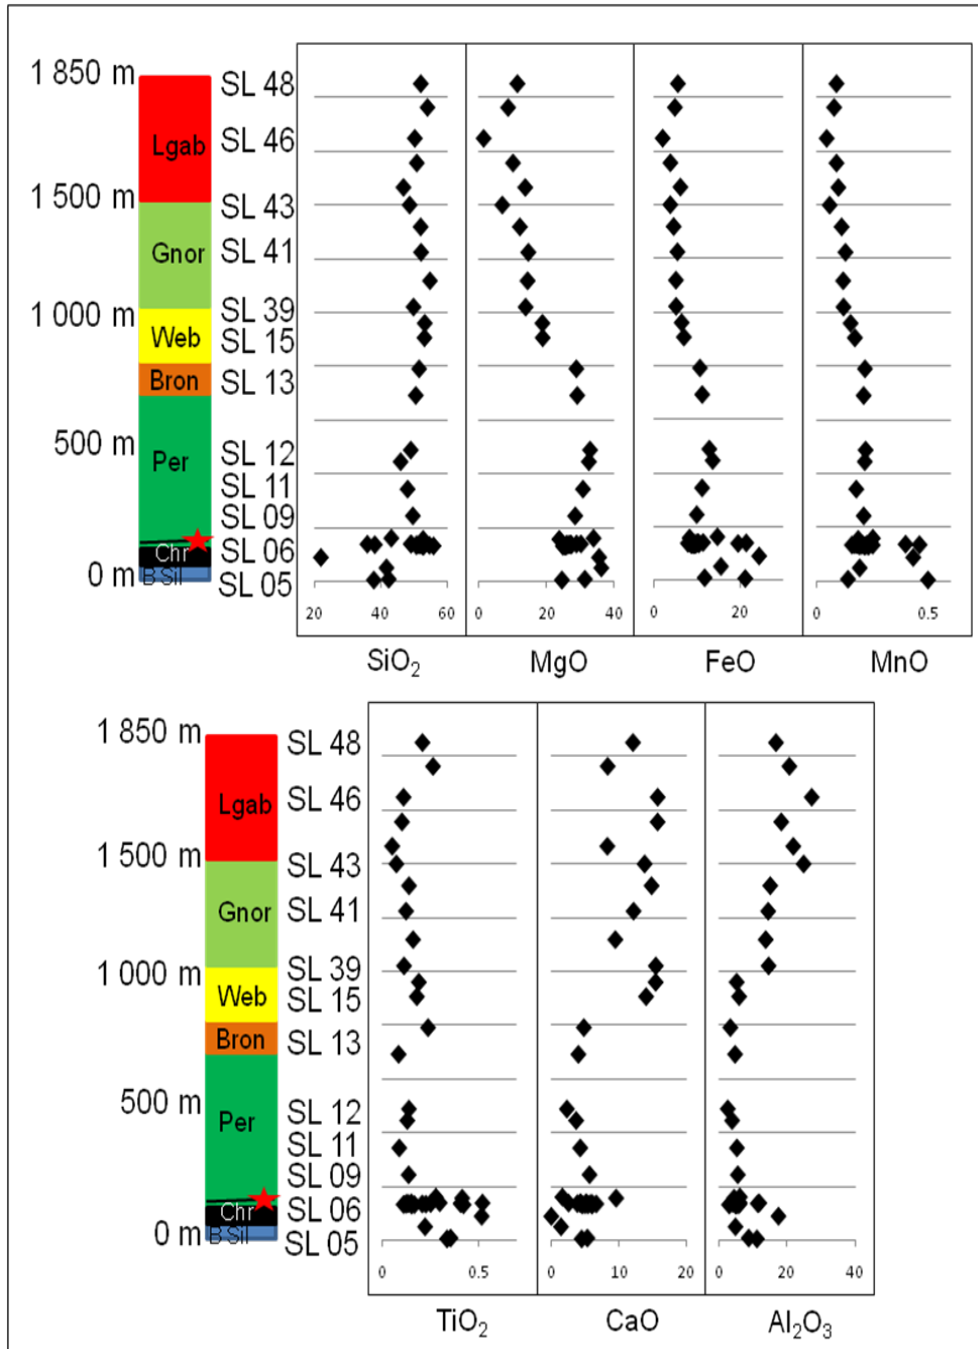 1 850 m
SL 48
SL 46
Lgab
1 500 m
SL 43
Gnor
SL 41
1 000 m
SL 39
Web
SL 15
Bron
SL 13
500 m
Per
SL 12
SL 11
SL 09
Chr
SL 06
0 m
B Sil
SL 05
20 40 60 0 20 40 0 20 0 0.5
SiO₂ MgO FeO MnO
1 850 m
SL 48
SL 46
Lgab
1 500 m
SL 43
Gnor
SL 41
1 000 m
SL 39
Web
SL 15
Bron
SL 13
500 m
Per
SL 12
SL 11
SL 09
Chr
SL 06
0 m
B Sil
SL 05
0 0.5 0 10 20 0 20 40
TiO₂ CaO Al₂O₃